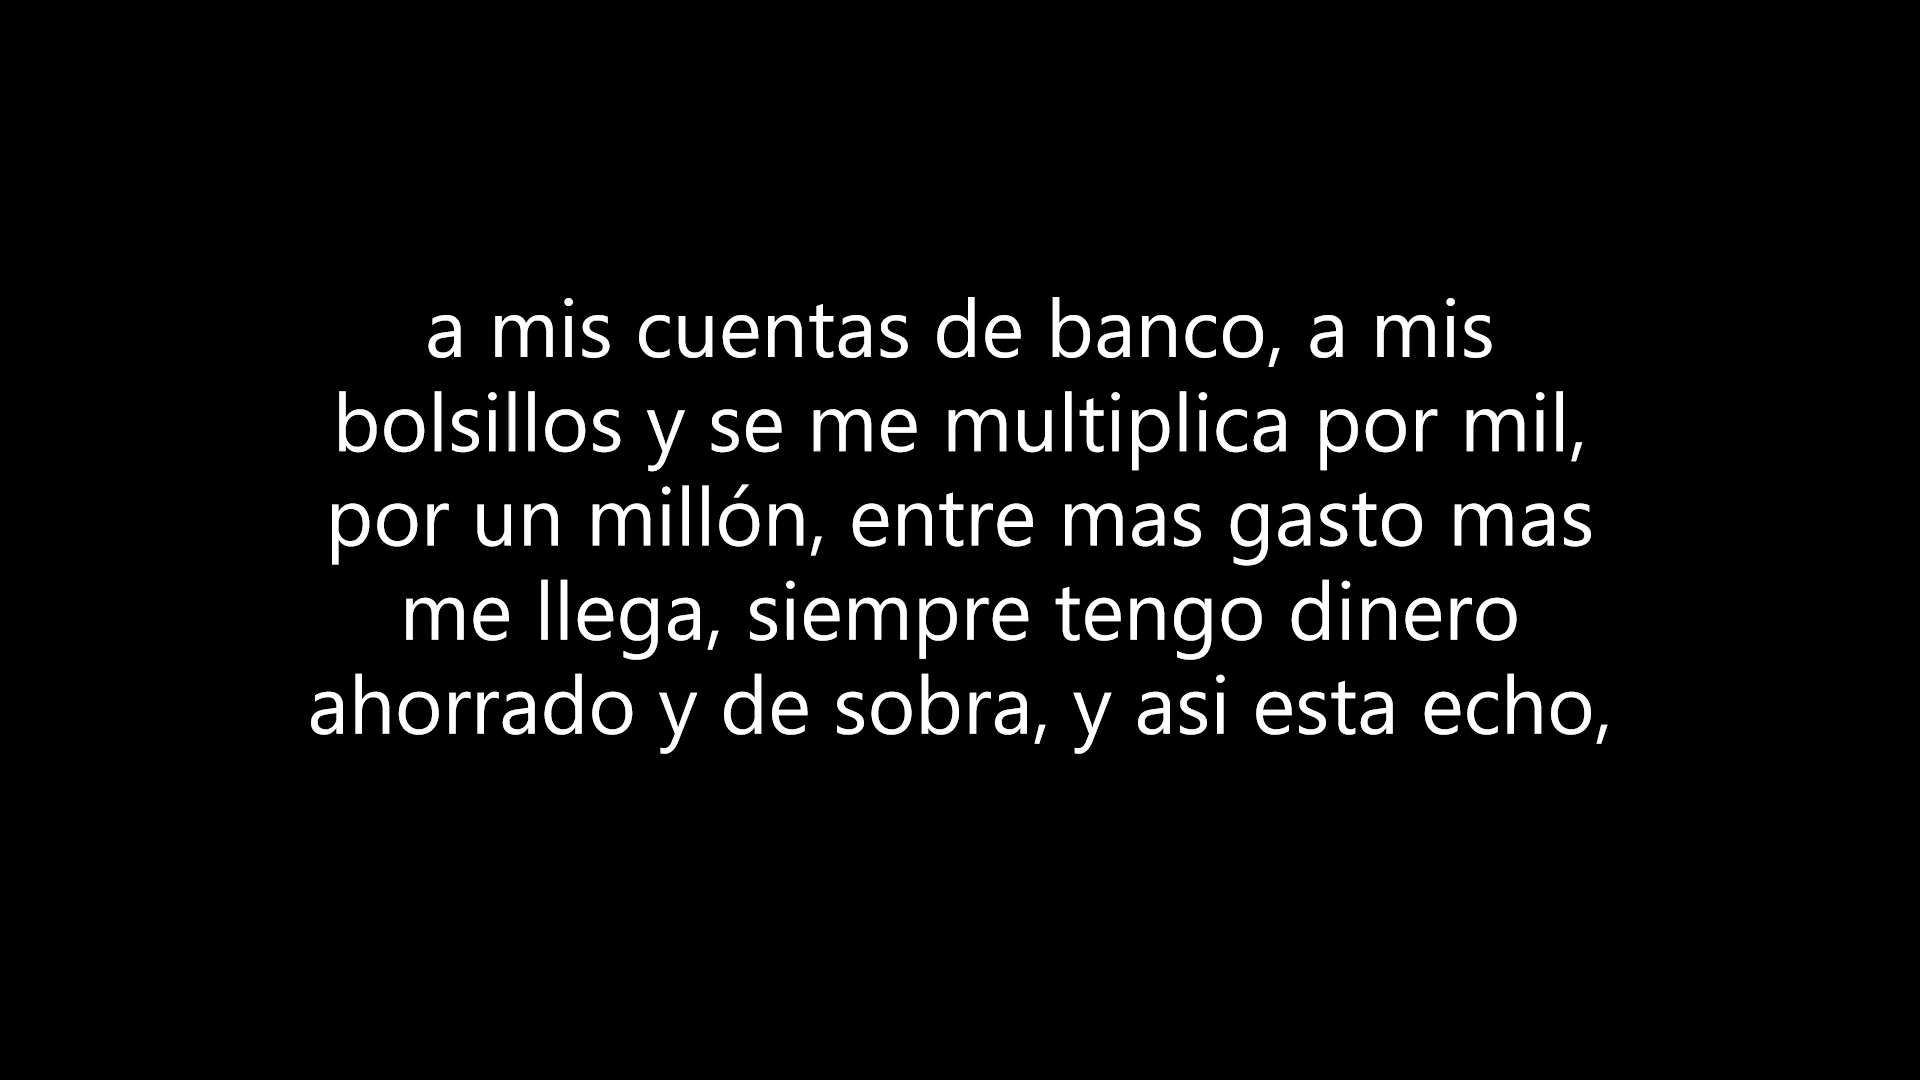 a mis cuentas de banco, a mis
bolsillos y se me multiplica por mil,
por un millón, entre mas gasto mas
me llega, siempre tengo dinero
ahorrado y de sobra, y asi esta echo,